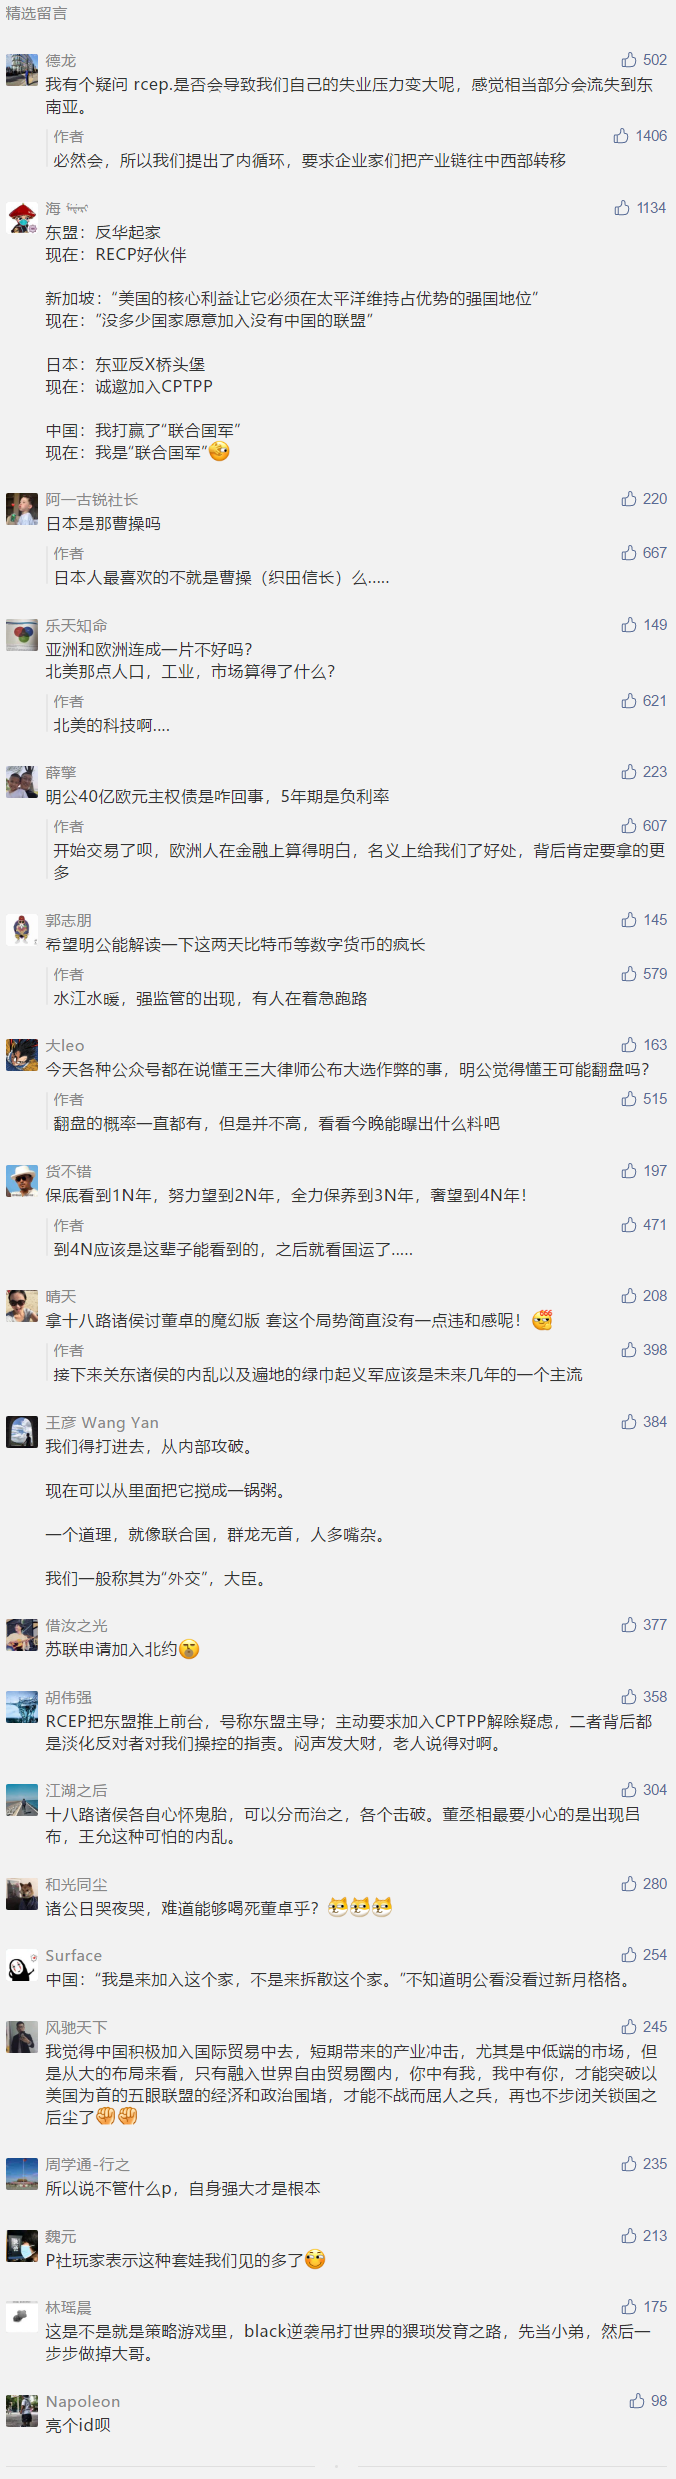 精选留言
德龙
502
我有个疑问 rcep.是否会导致我们自己的失业压力变大呢，感觉相当部分会流失到东
南亚。
作者
1406
必然会，所以我们提出了内循环，要求企业家们把产业链往中西部转移
海
1134
东盟：反华起家
现在：RECP好伙伴
新加坡：“美国的核心利益让它必须在太平洋维持占优势的强国地位”
现在：“没多少国家愿意加入没有中国的联盟”
日本：东亚反X桥头堡
现在：诚邀加入CPTPP
中国：我打赢了“联合国军”
现在：我是“联合国军”
阿一古锐社长
220
日本是那曹操吗
作者
667
日本人最喜欢的不就是曹操（织田信长）么.....
乐天知命
149
亚洲和欧洲连成一片不好吗？
北美那点人口，工业，市场算得了什么？
作者
621
北美的科技啊....
薛擎
223
明公40亿欧元主权债是咋回事，5年期是负利率
作者
607
开始交易了呗，欧洲人在金融上算得明白，名义上给我们了好处，背后肯定要拿的更
多
郭志朋
145
希望明公能解读一下这两天比特币等数字货币的疯长
作者
579
水江水暖，强监管的出现，有人在着急跑路
大leo
163
今天各种公众号都在说懂王三大律师公布大选作弊的事，明公觉得懂王可能翻盘吗？
作者
515
翻盘的概率一直都有，但是并不高，看看今晚能曝出什么料吧
货不错
197
保底看到1N年，努力望到2N年，全力保养到3N年，奢望到4N年！
作者
471
到4N应该是这辈子能看到的，之后就看国运了.....
晴天
208
拿十八路诸侯讨董卓的魔幻版 套这个局势简直没有一点违和感呢！
作者
398
接下来关东诸侯的内乱以及遍地的绿巾起义军应该是未来几年的一个主流
王彦 Wang Yan
384
我们得打进去，从内部攻破。
现在可以从里面把它搅成一锅粥。
一个道理，就像联合国，群龙无首，人多嘴杂。
我们一般称其为“外交”，大臣。
借汝之光
377
苏联申请加入北约
胡伟强
358
RCEP把东盟推上前台，号称东盟主导；主动要求加入CPTPP解除疑虑，二者背后都
是淡化反对者对我们操控的指责。闷声发大财，老人说得对啊。
江湖之后
304
十八路诸侯各自心怀鬼胎，可以分而治之，各个击破。董丞相最要小心的是出现吕
布，王允这种可怕的内乱。
和光同尘
280
诸公日哭夜哭，难道能够喝死董卓乎？
Surface
254
中国：“我是来加入这个家，不是来拆散这个家。”不知道明公看没看过新月格格。
风驰天下
245
我觉得中国积极加入国际贸易中去，短期带来的产业冲击，尤其是中低端的市场，但
是从大的布局来看，只有融入世界自由贸易圈内，你中有我，我中有你，才能突破以
美国为首的五眼联盟的经济和政治围堵，才能不战而屈人之兵，再也不步闭关锁国之
后尘了
周学通-行之
235
所以说不管什么p，自身强大才是根本
魏元
213
P社玩家表示这种套娃我们见的多了
林瑶晨
175
这是不是就是策略游戏里，black逆袭吊打世界的猥琐发育之路，先当小弟，然后一
步步做掉大哥。
Napoleon
98
亮个id呗